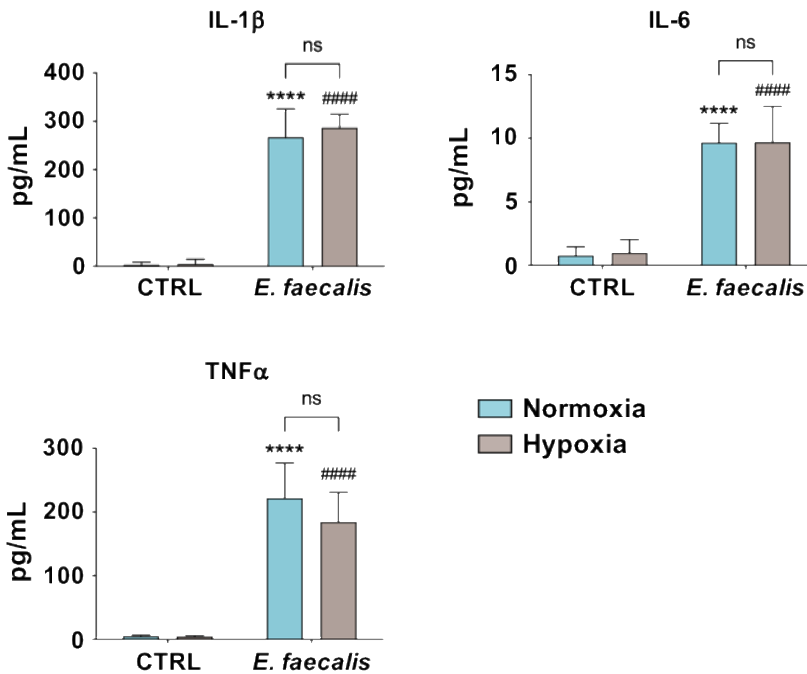 IL-1β
ns
****
####
400
300
200
100
0
pg/mL
CTRL
E. faecalis
IL-6
ns
****
####
15
10
5
0
pg/mL
CTRL
E. faecalis
TNFα
ns
****
####
300
200
100
0
pg/mL
CTRL
E. faecalis
Normoxia
Hypoxia